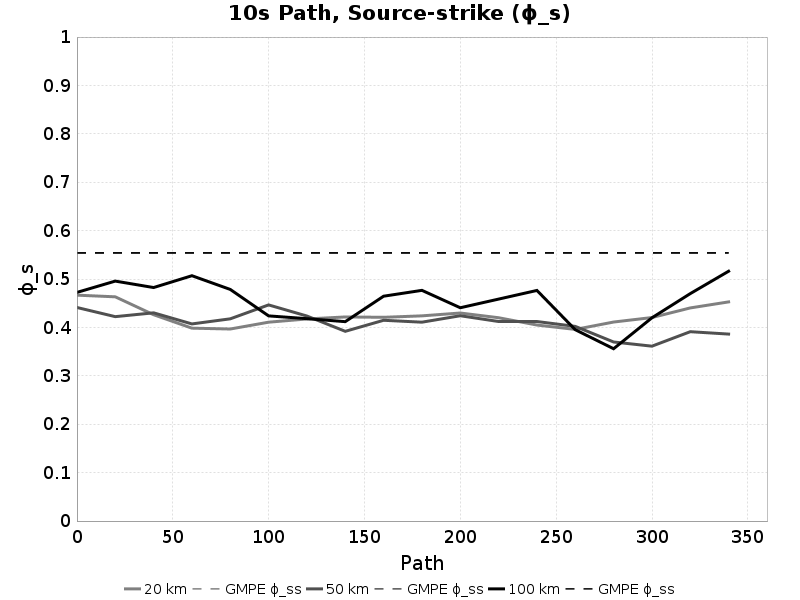 10s Path, Source-strike (ϕ_s)
1
0.9
0.8
0.7
0.6
0.5
0.4
0.3
0.2
0.1
0
ϕ_s
0 50 100 150 200 250 300 350
Path
20 km GMPE ϕ_ss 50 km GMPE ϕ_ss 100 km GMPE ϕ_ss